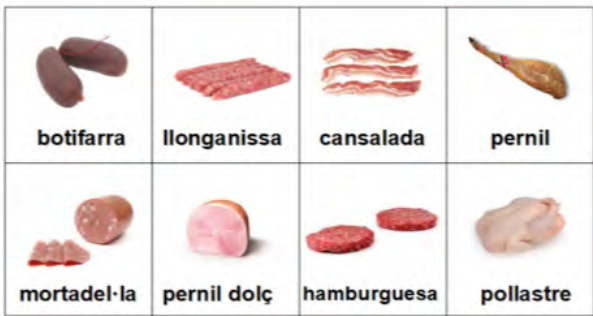 botifarra
llonganissa
cansalada
pernil
mortadel·la
pernil dolç
hamburguesa
pollastre